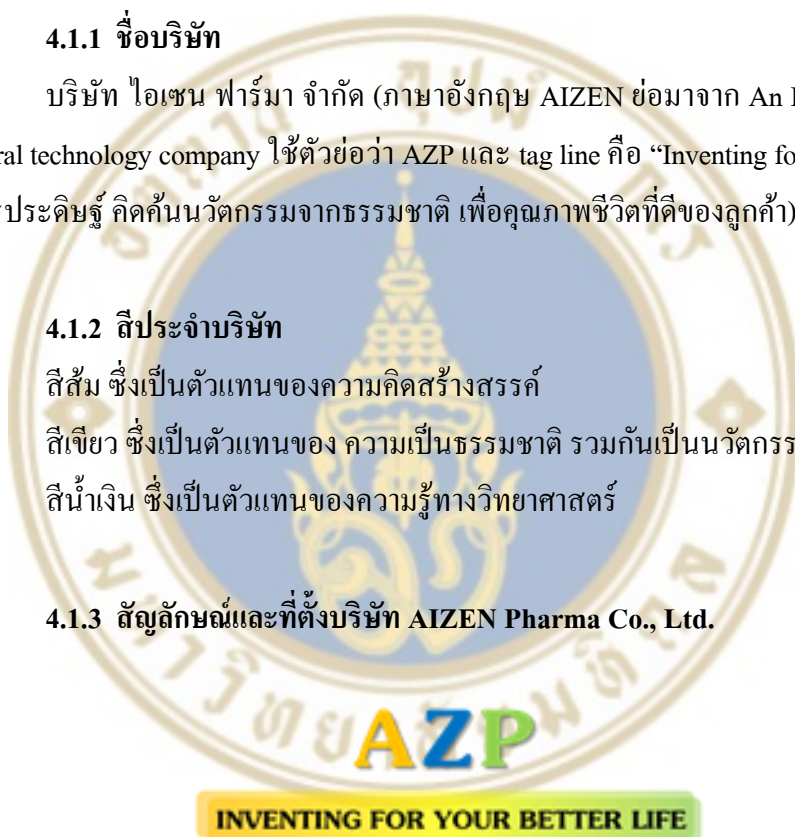 4.1.1 ชื่อบริษัท
บริษัท ไอเซน ฟาร์มา จำกัด (ภาษาอังกฤษ AIZEN ย่อมาจาก An
ral technology company ใช้ตัวย่อว่า AZP และ tag line คือ “Inventing fo
ประดิษฐ์ คิดค้นนวัตกรรมจากธรรมชาติ เพื่อคุณภาพชีวิตที่ดีของลูกค้า)
4.1.2 สีประจำบริษัท
สีส้ม ซึ่งเป็นตัวแทนของความคิดสร้างสรรค์
สีเขียว ซึ่งเป็นตัวแทนของ ความเป็นธรรมชาติ รวมกันเป็นนวัตกรร
สีน้ำเงิน ซึ่งเป็นตัวแทนของความรู้ทางวิทยาศาสตร์
4.1.3 สัญลักษณ์และที่ตั้งบริษัท AIZEN Pharma Co., Ltd.
AZP
INVENTING FOR YOUR BETTER LIFE